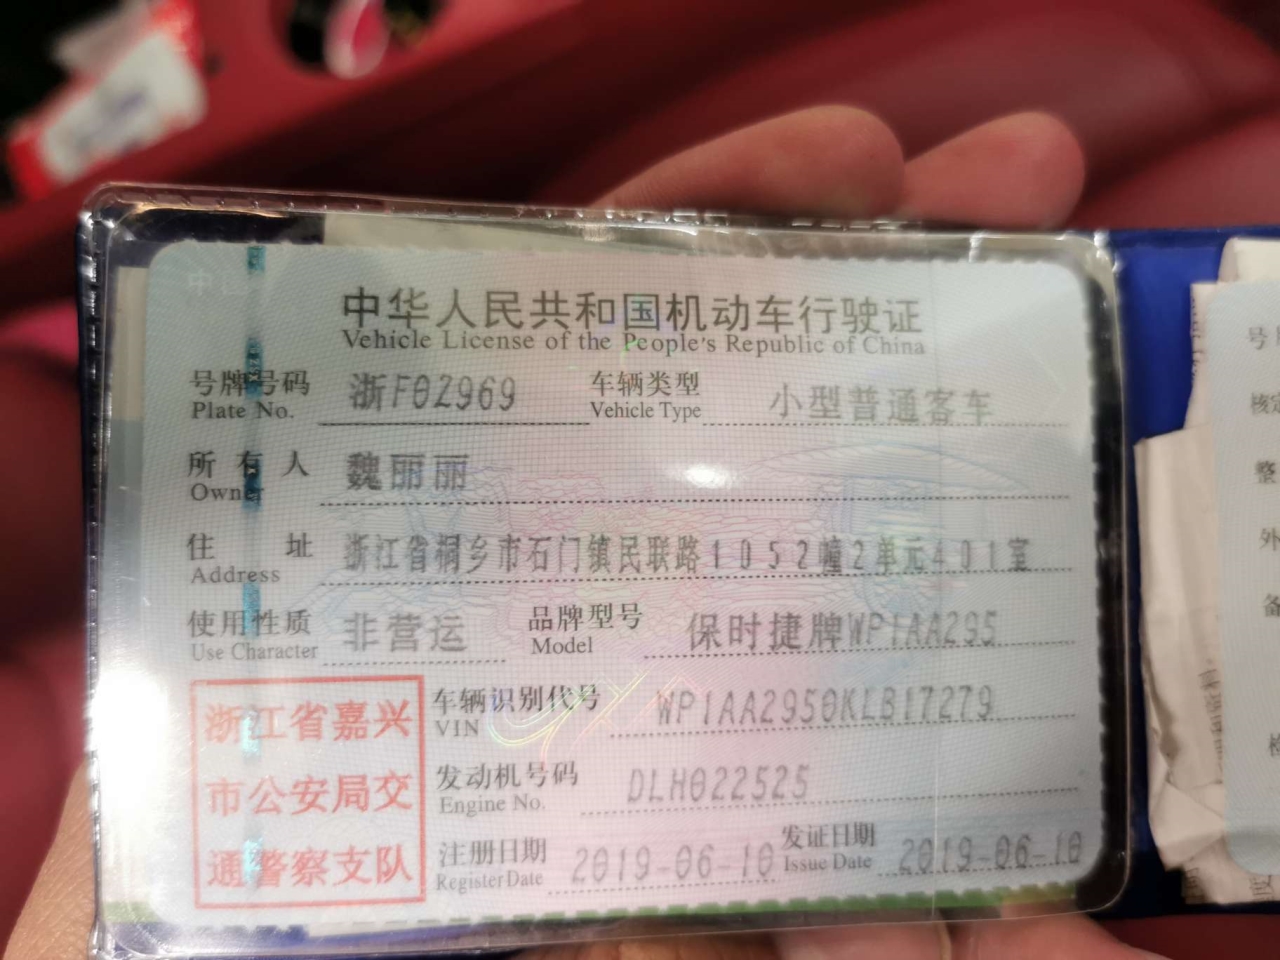 中华人民共和国机动车行驶证
Vehicle License of the People's Republic of China
号牌号码 浙F0Z969 车辆类型 小型普通客车
Plate No. Vehicle Type
所有人 魏丽丽
Owner
住址 浙江省桐乡市石门镇民联路1052幢2单元401室
Address
使用性质 非营运 品牌型号 保时捷牌WP1AA295
Use Character Model
浙江省嘉兴
市公安局交
通警察支队
车辆识别代号 WP1AA2950KLB17279
VIN
发动机号码 DLH022525
Engine No.
注册日期 2019-06-10 发证日期 2019-06-10
Register Date Issue Date
号
核定
整
外
备
检